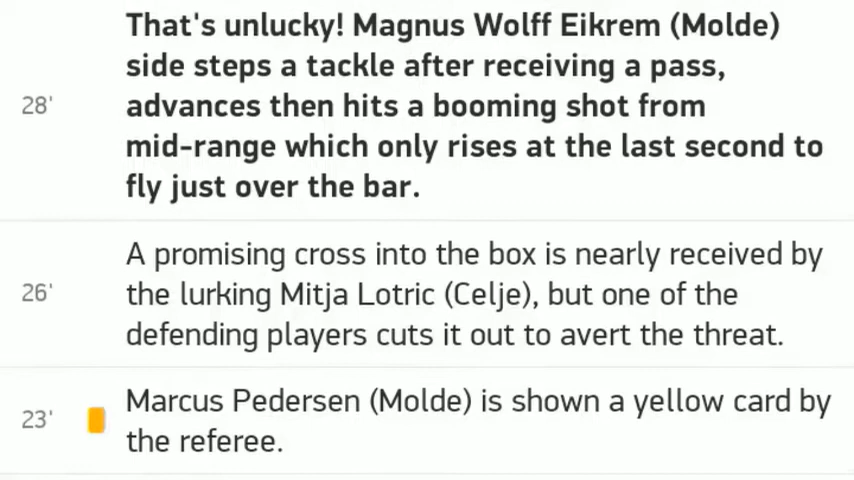 That's unlucky! Magnus Wolff Eikrem (Molde)
side steps a tackle after receiving a pass,
28' advances then hits a booming shot from
mid-range which only rises at the last second to
fly just over the bar.
A promising cross into the box is nearly received by
26' the lurking Mitja Lotric (Celje), but one of the
defending players cuts it out to avert the threat.
23' Marcus Pedersen (Molde) is shown a yellow card by
the referee.